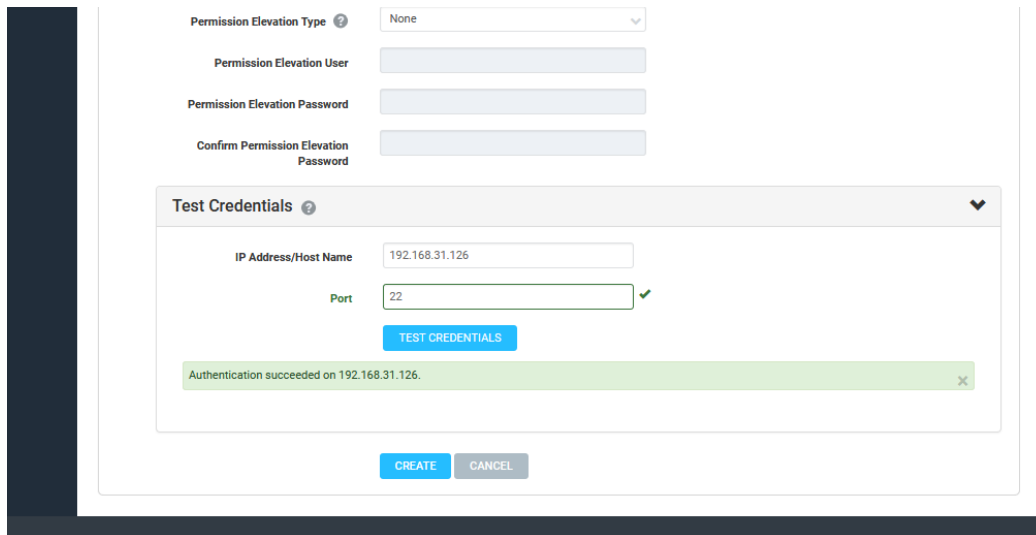 Permission Elevation Type ?
None
Permission Elevation User
Permission Elevation Password
Confirm Permission Elevation
Password
Test Credentials ?
IP Address/Host Name
192.168.31.126
Port
22
TEST CREDENTIALS
Authentication succeeded on 192.168.31.126.
CREATE
CANCEL